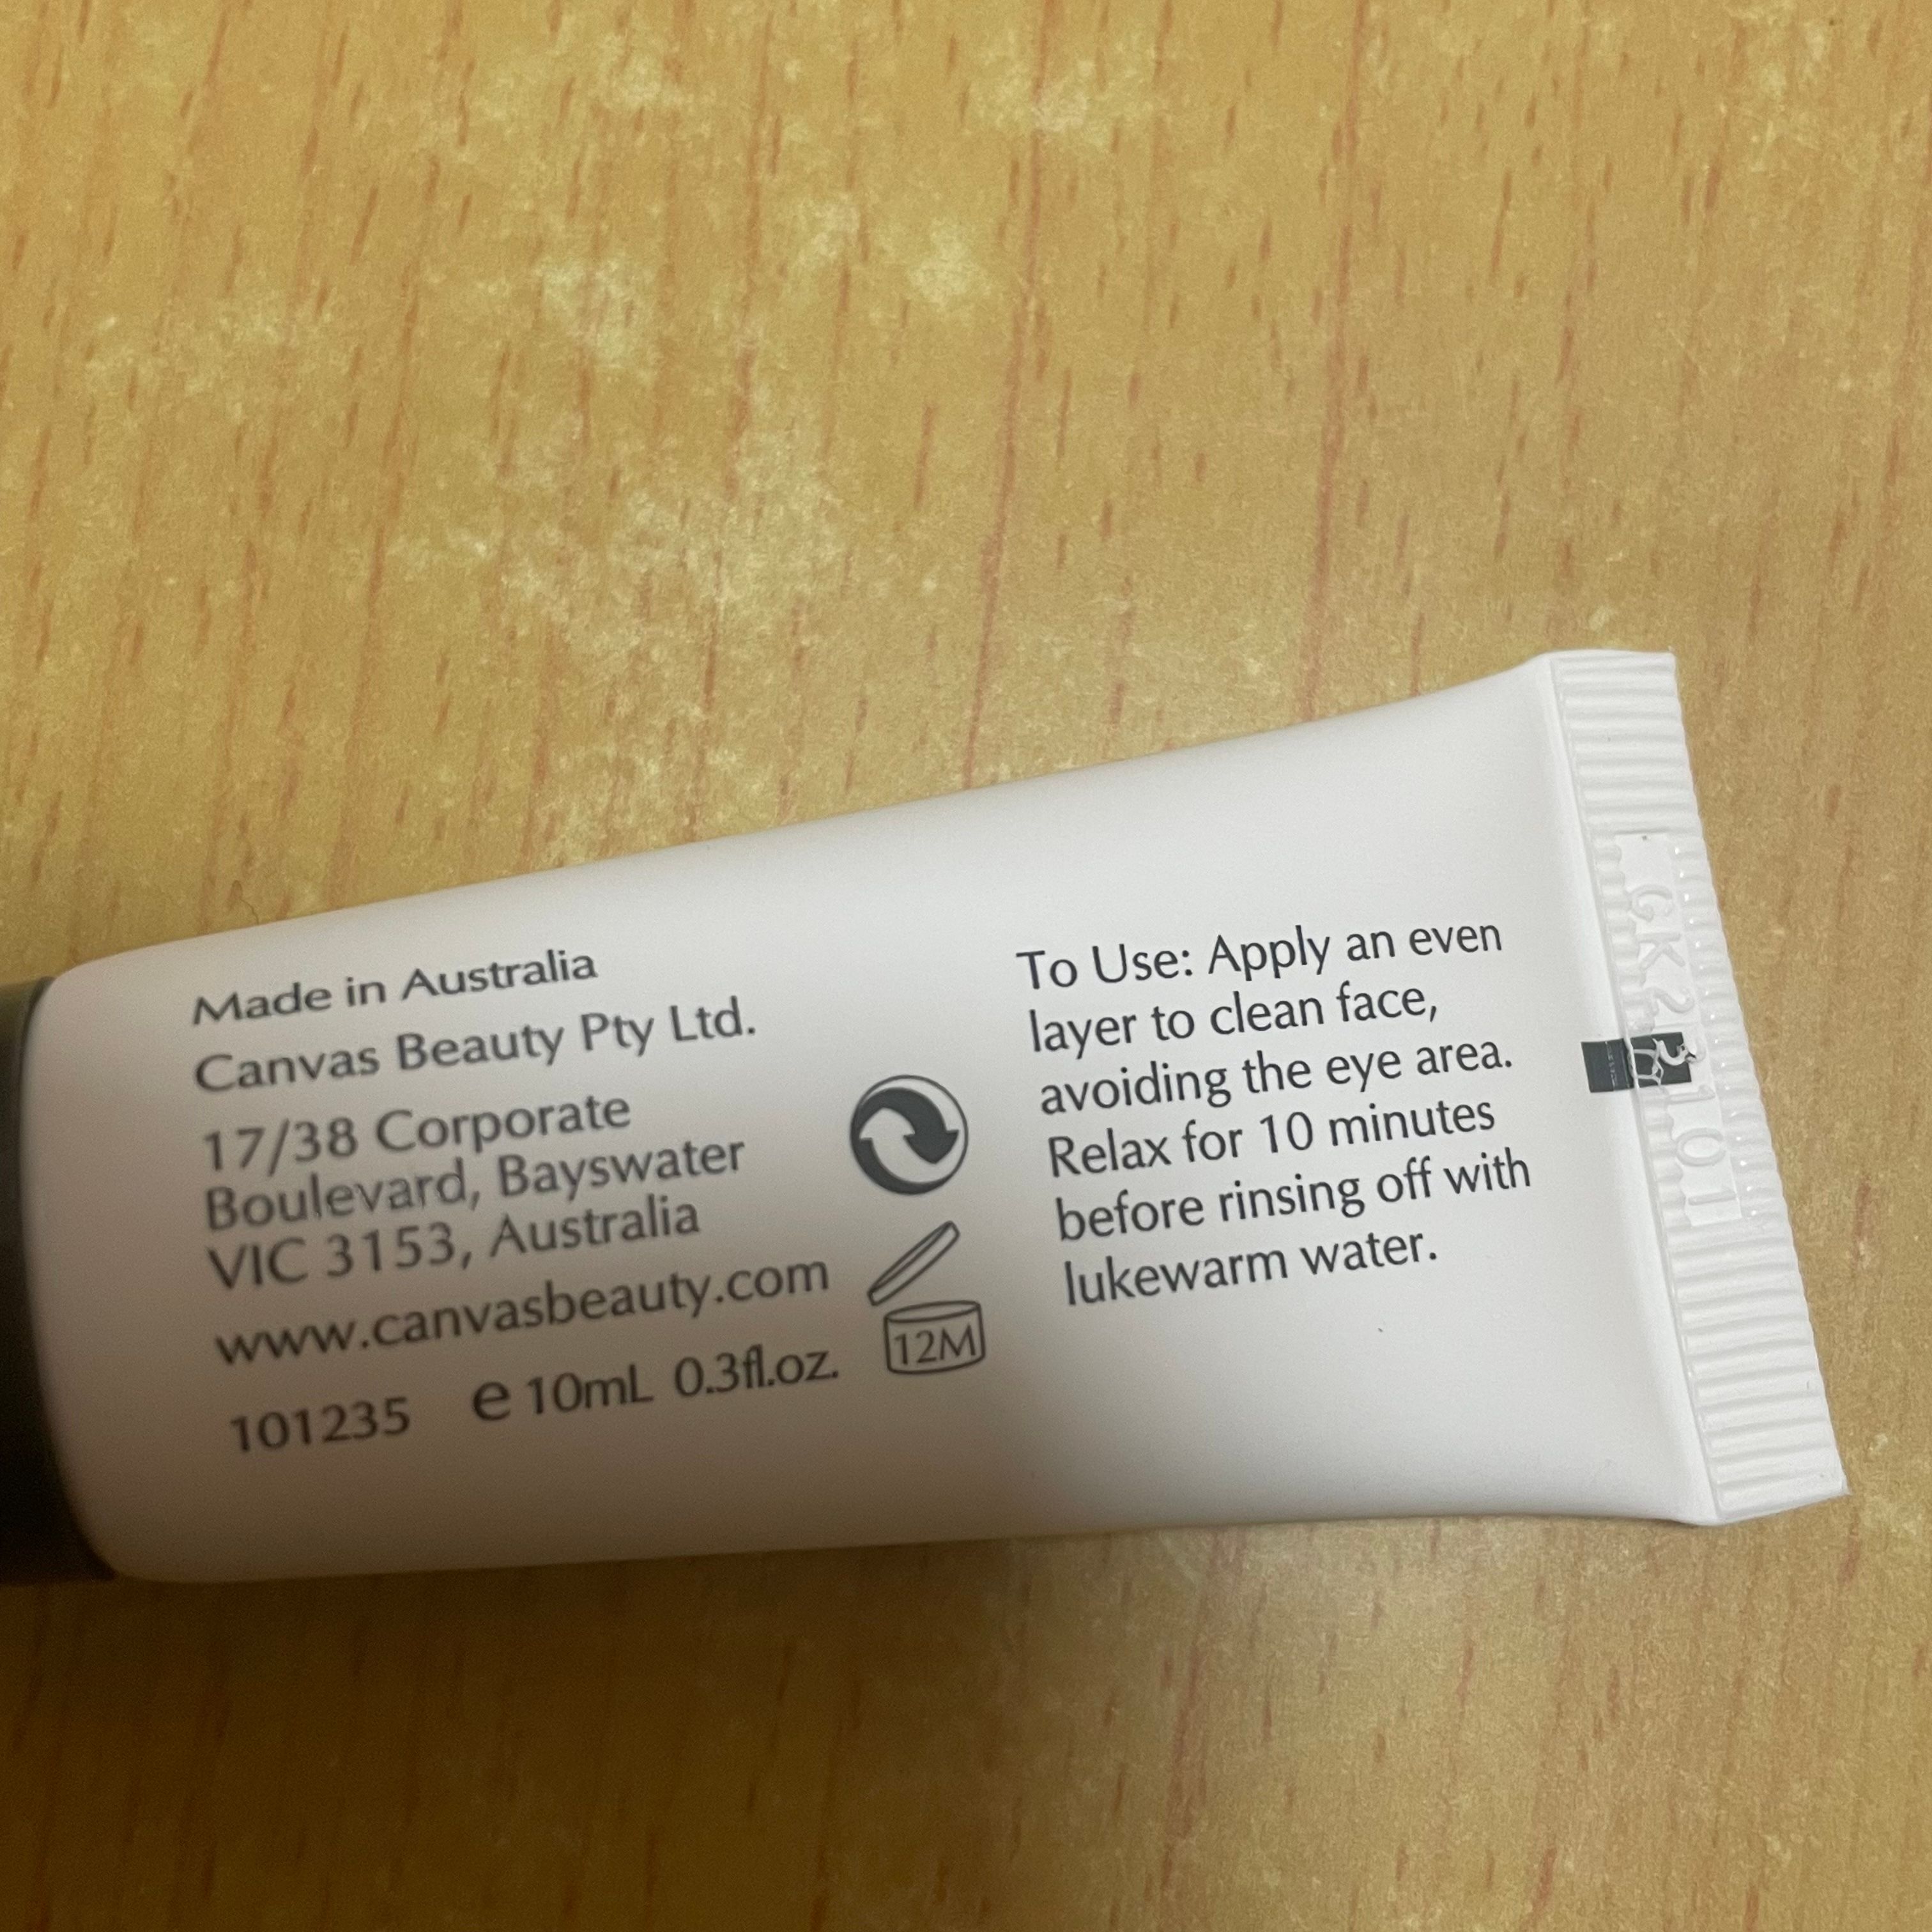 Made in Australia
Canvas Beauty Pty Ltd.
17/38 Corporate
Boulevard, Bayswater
VIC 3153, Australia
www.canvasbeauty.com
101235 e 10mL 0.3fl.oz.
12M
To Use: Apply an even
layer to clean face,
avoiding the eye area.
Relax for 10 minutes
before rinsing off with
lukewarm water.